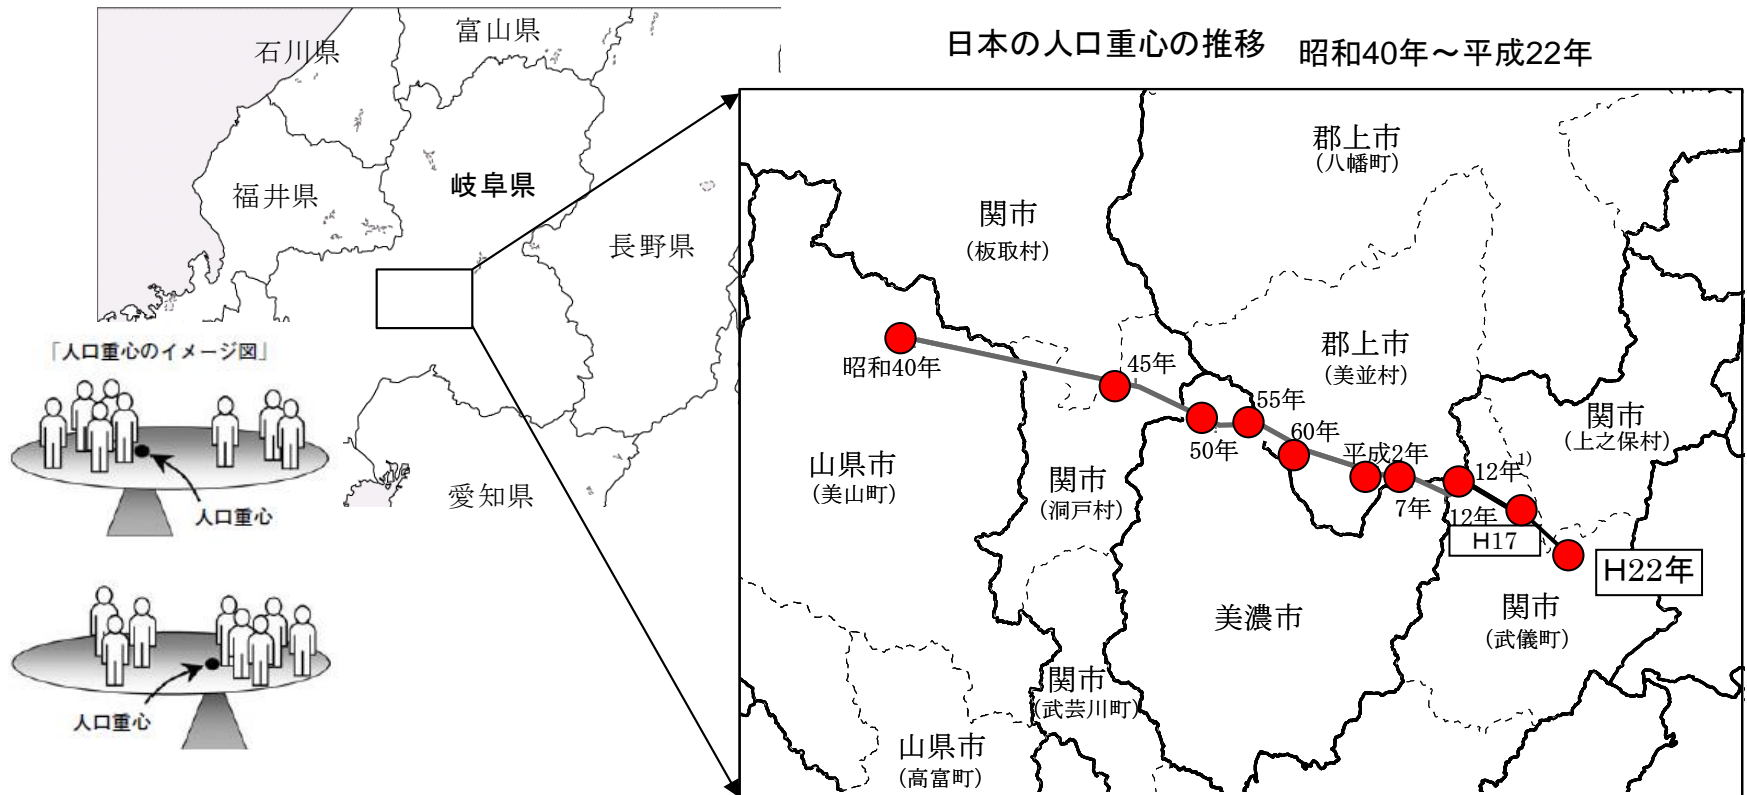 日本の人口重心の推移 昭和40年～平成22年
石川県
富山県
福井県
岐阜県
長野県
愛知県
「人口重心のイメージ図」
人口重心
人口重心
郡上市
（八幡町）
関市
（板取村）
郡上市
（美並村）
関市
（上之保村）
山県市
（美山町）
関市
（洞戸村）
美濃市
関市
（武儀町）
関市
（武芸川町）
山県市
（高富町）
昭和40年
45年
50年
55年
60年
平成2年
7年
12年1)
12年
H17
H22年